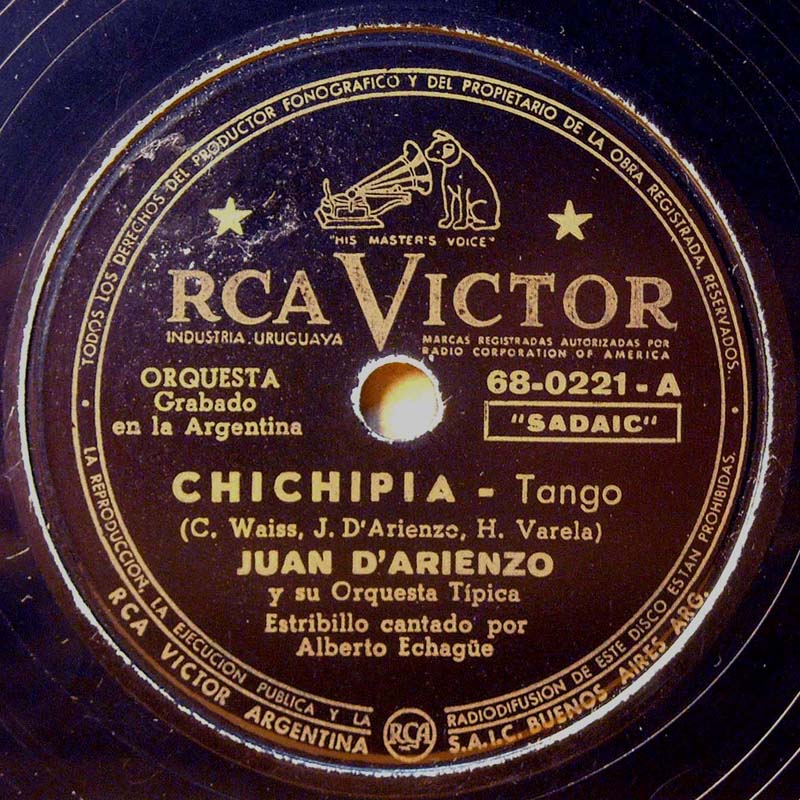 TODOS LOS DERECHOS DEL PRODUCTOR FONOGRAFICO Y DEL PROPIETARIO DE LA OBRA REGISTRADA, RESERVADOS.
"HIS MASTER'S VOICE"
RCA VICTOR
INDUSTRIA URUGUAYA
MARCAS REGISTRADAS AUTORIZADAS POR
RADIO CORPORATION OF AMERICA
ORQUESTA
Grabado
en la Argentina
68-0221-A
"SADAIC"
CHICHIPIA - Tango
(C. Waiss, J. D'Arienzo, H. Varela)
JUAN D'ARIENZO
y su Orquesta Típica
Estribillo cantado por
Alberto Echagüe
LA REPRODUCCION, LA EJECUCION PUBLICA Y LA RADIODIFUSION DE ESTE DISCO ESTAN PROHIBIDAS.
RCA VICTOR ARGENTINA RCA S.A.I.C. BUENOS AIRES ARG.